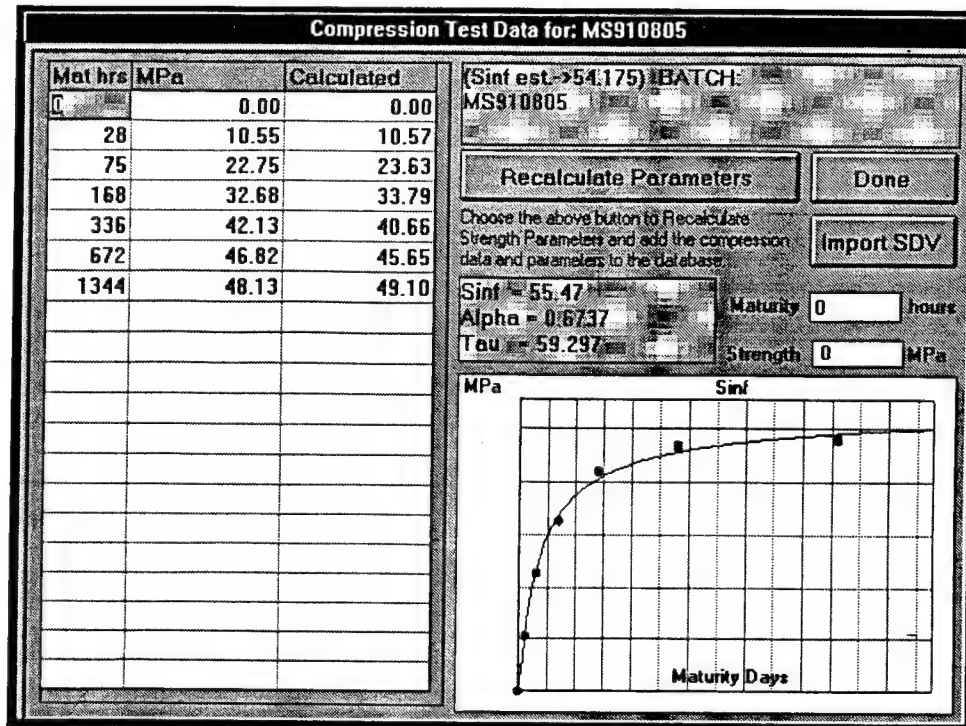 Compression Test Data for: MS910805
Mat hrs MPa Calculated
0 0.00 0.00
28 10.55 10.57
75 22.75 23.63
168 32.68 33.79
336 42.13 40.66
672 46.82 45.65
1344 48.13 49.10
(Sinf est.->54.175) BATCH:
MS910805
Recalculate Parameters
Done
Choose the above button to Recalculate
Strength Parameters and add the compression
data and parameters to the database.
Import SDV
Sinf = 55.47
Alpha = 0.6737
Tau = 59.297
Maturity 0 hours
Strength 0 MPa
MPa Sinf
Maturity Days